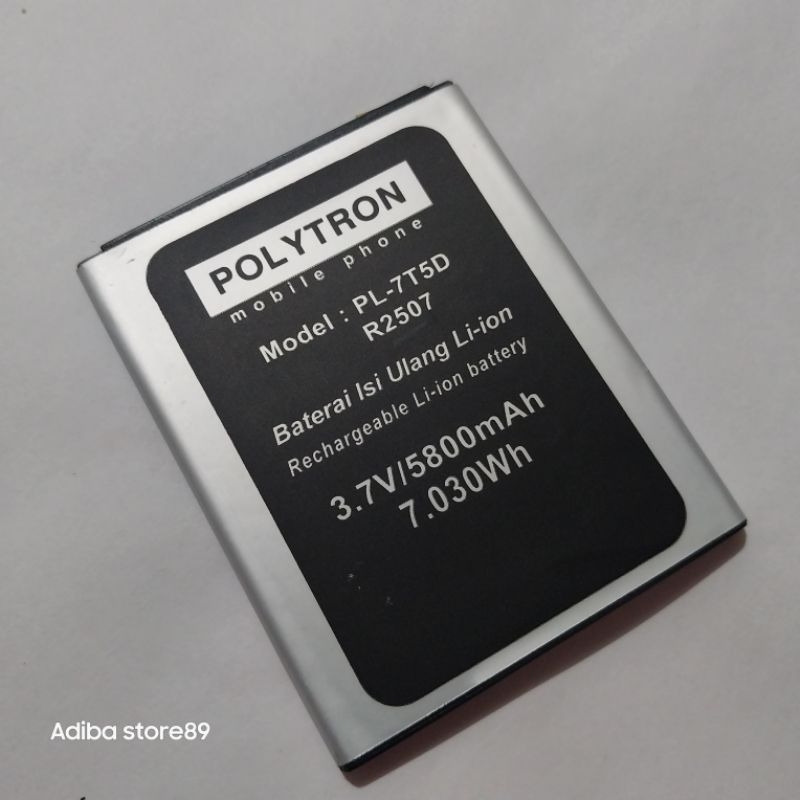 POLYTRON
mobile phone
Model : PL-7T5D
R2507
Baterai Isi Ulang Li-ion
Rechargeable Li-ion battery
3.7V/5800mAh
7.030Wh
Adiba store89